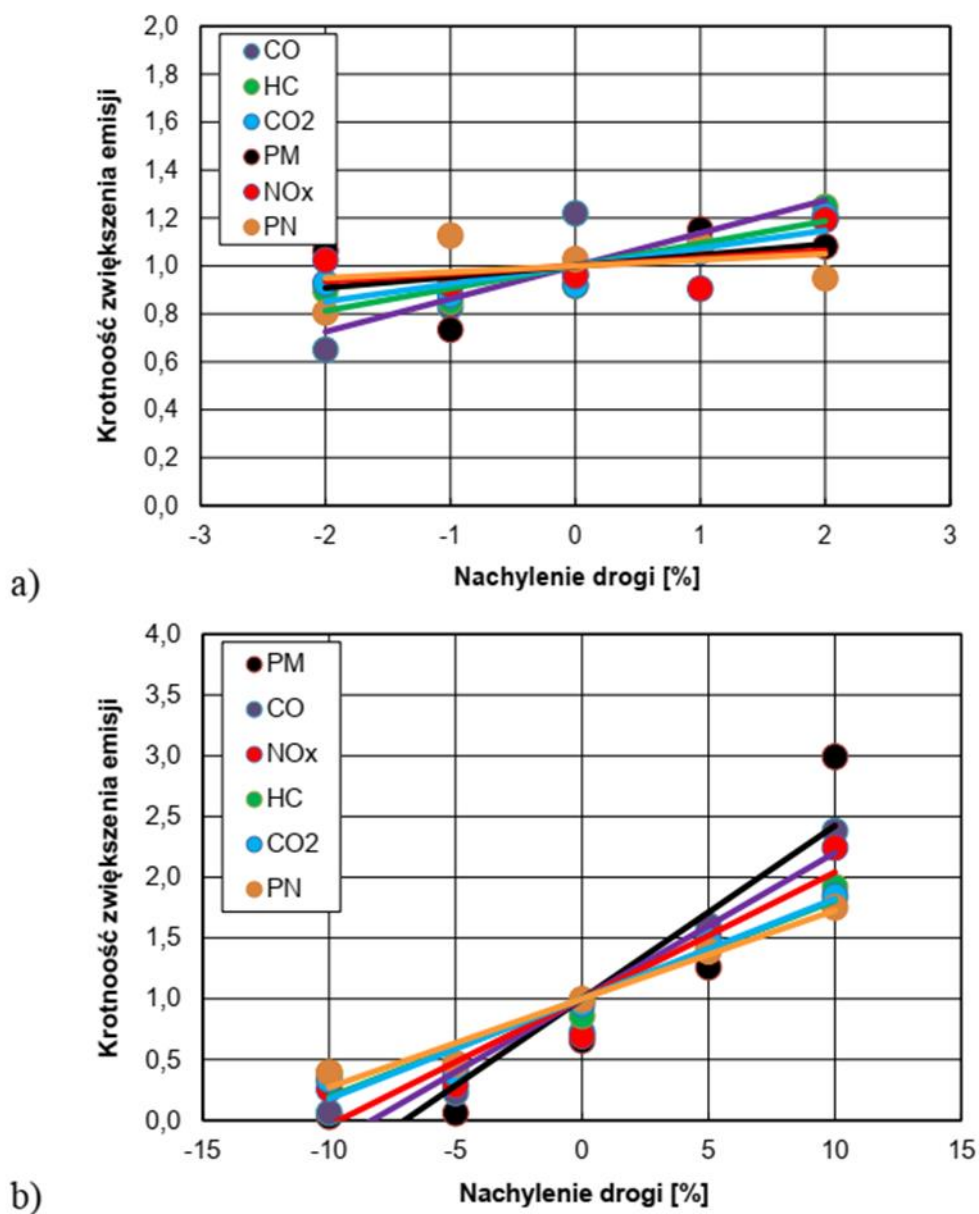 2,0
1,8
1,6
1,4
1,2
1,0
0,8
0,6
0,4
0,2
0,0
Krotnoość zwiększenia emisji
CO
HC
CO2
PM
NOx
PN
-3 -2 -1 0 1 2 3
Nachylenie drogi [%]
a)
4,0
3,5
3,0
2,5
2,0
1,5
1,0
0,5
0,0
Krotnoość zwiększenia emisji
PM
CO
NOx
HC
CO2
PN
-15 -10 -5 0 5 10 15
Nachylenie drogi [%]
b)